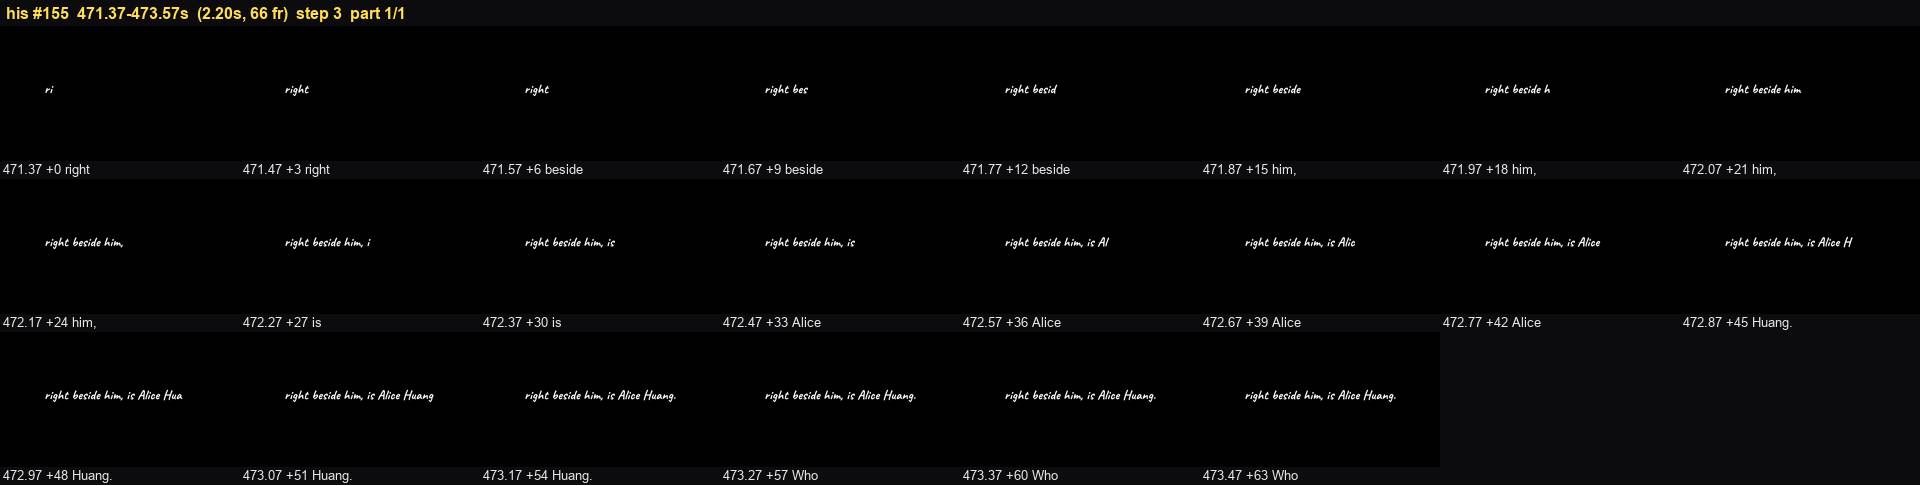 his #155 471.37-473.57s (2.20s, 66 fr) step 3 part 1/1
ri right right right bes right besid right beside right beside h right beside him
471.37 +0 right 471.47 +3 right 471.57 +6 beside 471.67 +9 beside 471.77 +12 beside 471.87 +15 him, 471.97 +18 him, 472.07 +21 him,
right beside him, right beside him, i right beside him, is right beside him, is right beside him, is Al right beside him, is Alic right beside him, is Alice right beside him, is Alice H
472.17 +24 him, 472.27 +27 is 472.37 +30 is 472.47 +33 Alice 472.57 +36 Alice 472.67 +39 Alice 472.77 +42 Alice 472.87 +45 Huang.
right beside him, is Alice Hua right beside him, is Alice Huang right beside him, is Alice Huang. right beside him, is Alice Huang. right beside him, is Alice Huang. right beside him, is Alice Huang.
472.97 +48 Huang. 473.07 +51 Huang. 473.17 +54 Huang. 473.27 +57 Who 473.37 +60 Who 473.47 +63 Who